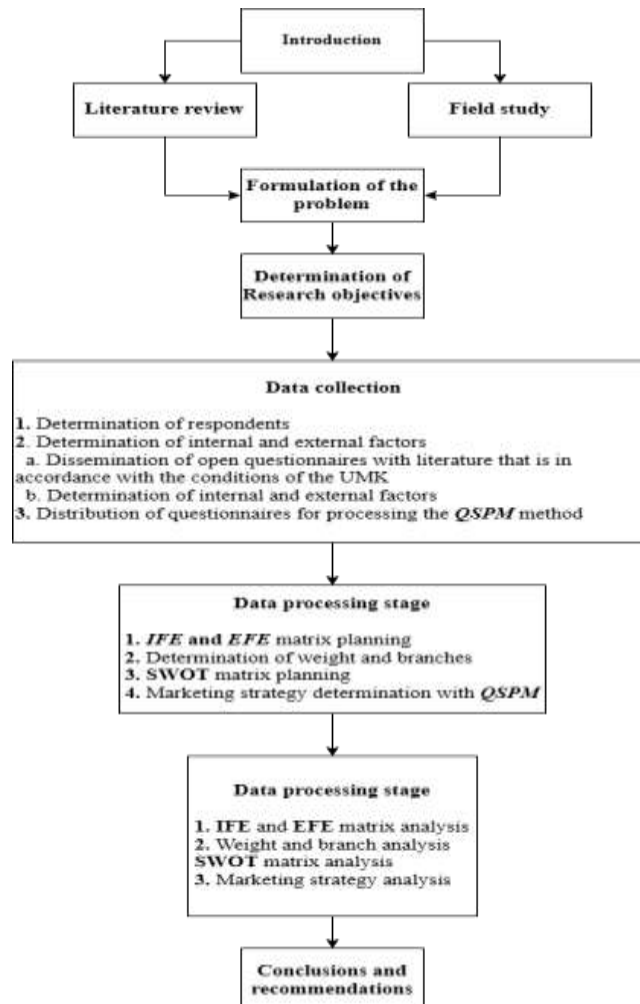 Introduction
Literature review
Field study
Formulation of the
problem
Determination of
Research objectives
Data collection
1. Determination of respondents
2. Determination of internal and external factors
a. Dissemination of open questionnaires with literature that is in
accordance with the conditions of the UMK
b. Determination of internal and external factors
3. Distribution of questionnaires for processing the QSPM method
Data processing stage
1. IFE and EFE matrix planning
2. Determination of weight and branches
3. SWOT matrix planning
4. Marketing strategy determination with QSPM
Data processing stage
1. IFE and EFE matrix analysis
2. Weight and branch analysis
SWOT matrix analysis
3. Marketing strategy analysis
Conclusions and
recommendations